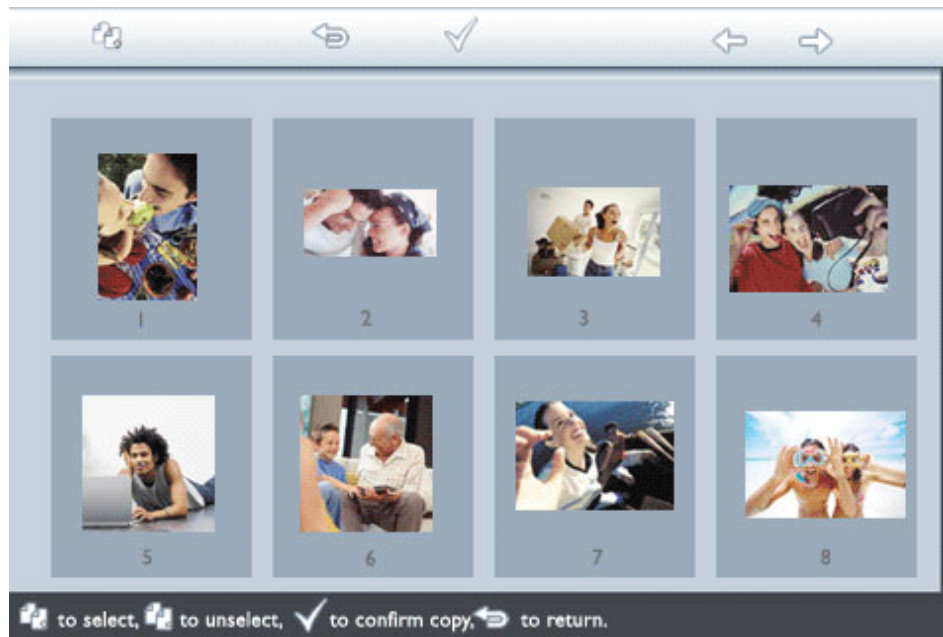 1 2 3 4
5 6 7 8
to select, to unselect, to confirm copy, to return.